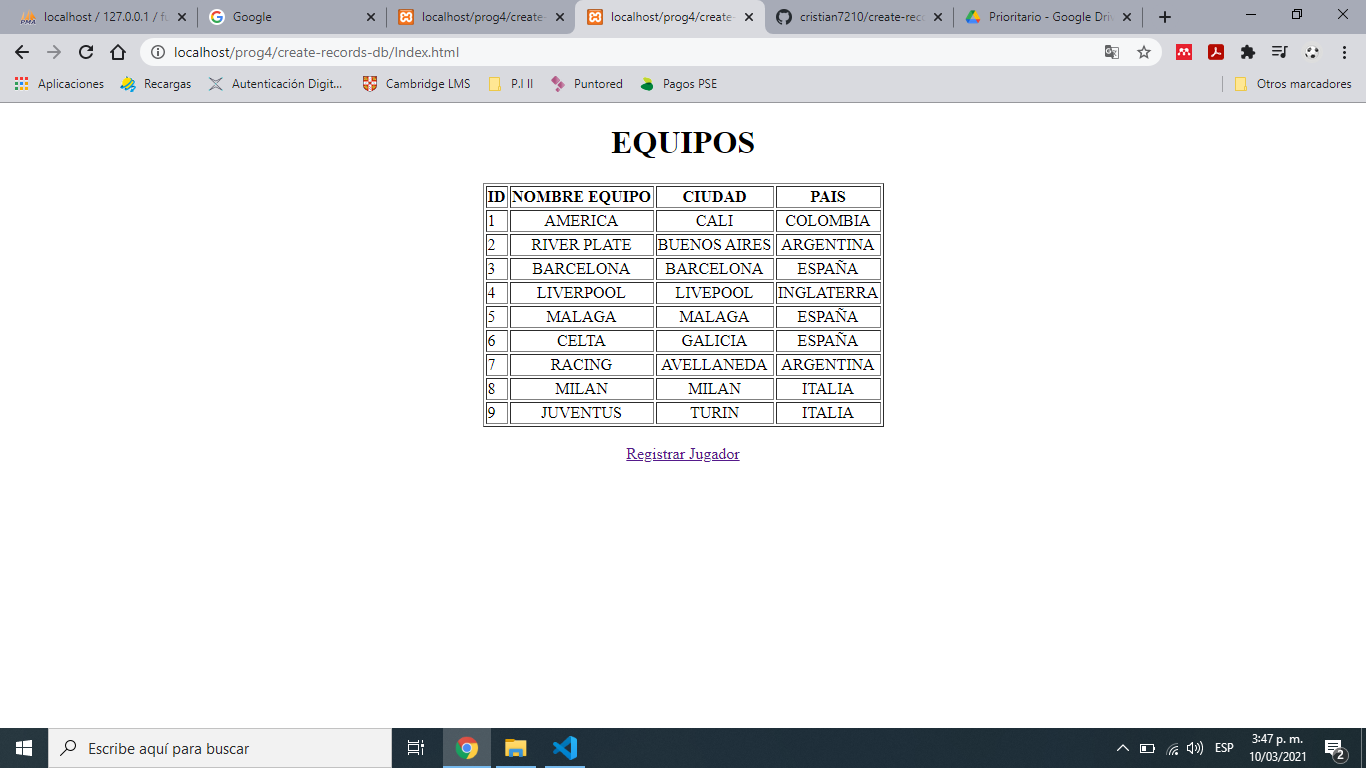 localhost / 127.0.0.1 / fu
Google
localhost/prog4/create-
localhost/prog4/create-
cristian7210/create-rec
Prioritario - Google Driv
localhost/prog4/create-records-db/Index.html
Aplicaciones
Recargas
Autenticación Digit...
Cambridge LMS
P.I II
Puntored
Pagos PSE
Otros marcadores
EQUIPOS
ID NOMBRE EQUIPO CIUDAD PAIS
1 AMERICA CALI COLOMBIA
2 RIVER PLATE BUENOS AIRES ARGENTINA
3 BARCELONA BARCELONA ESPAÑA
4 LIVERPOOL LIVEPOOL INGLATERRA
5 MALAGA MALAGA ESPAÑA
6 CELTA GALICIA ESPAÑA
7 RACING AVELLANEDA ARGENTINA
8 MILAN MILAN ITALIA
9 JUVENTUS TURIN ITALIA
Registrar Jugador
Escribe aquí para buscar
ESP
3:47 p. m.
10/03/2021
2